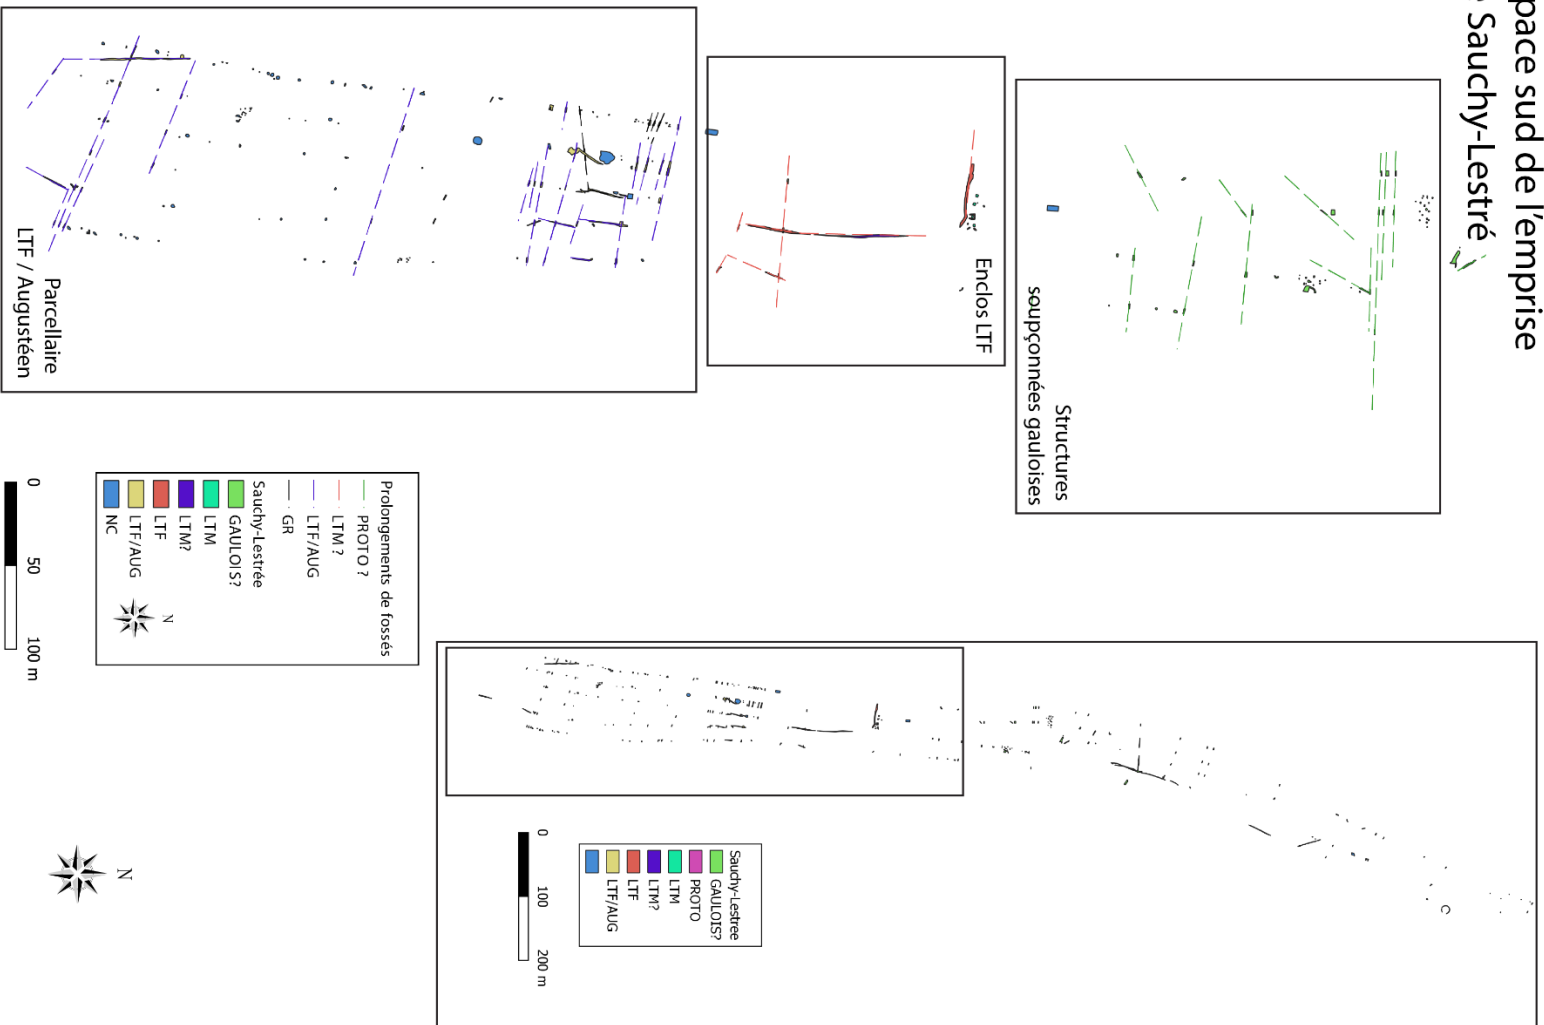 pace sud de l'emprise
Sauchy-Lestré
Structures
soupçonnées gauloises
Enclos LTF
Parcellaire
LTF / Augustéen
Prolongements de fossés
PROTO ?
LTM ?
LTF/AUG
GR
Sauchy-Lestrée
GAULOIS?
LTM
LTM?
LTF
LTF/AUG
NC
N
0 50 100 m
Sauchy-Lestree
GAULOIS?
PROTO
LTM
LTM?
LTF
LTF/AUG
0 100 200 m
N